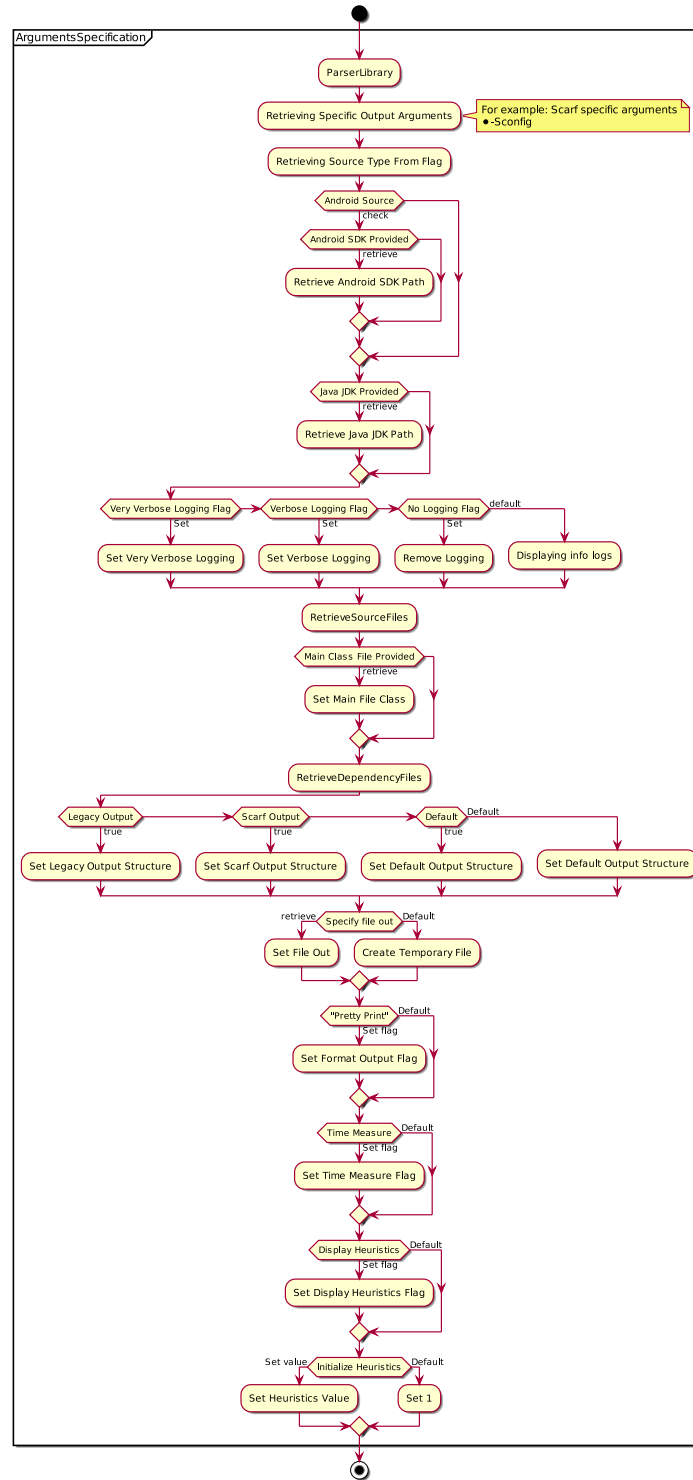 ArgumentsSpecification
ParserLibrary
Retrieving Specific Output Arguments
For example: Scarf specific arguments
•-Sconfig
Retrieving Source Type From Flag
Android Source
check
Android SDK Provided
retrieve
Retrieve Android SDK Path
Java JDK Provided
retrieve
Retrieve Java JDK Path
Very Verbose Logging Flag
Verbose Logging Flag
No Logging Flag
default
Set
Set
Set
Set Very Verbose Logging
Set Verbose Logging
Remove Logging
Displaying info logs
RetrieveSourceFiles
Main Class File Provided
retrieve
Set Main File Class
RetrieveDependencyFiles
Legacy Output
Scarf Output
Default
Default
true
true
true
Set Legacy Output Structure
Set Scarf Output Structure
Set Default Output Structure
Set Default Output Structure
retrieve
Specify file out
Default
Set File Out
Create Temporary File
"Pretty Print"
Default
Set flag
Set Format Output Flag
Time Measure
Default
Set flag
Set Time Measure Flag
Display Heuristics
Default
Set flag
Set Display Heuristics Flag
Set value
Initialize Heuristics
Default
Set Heuristics Value
Set 1